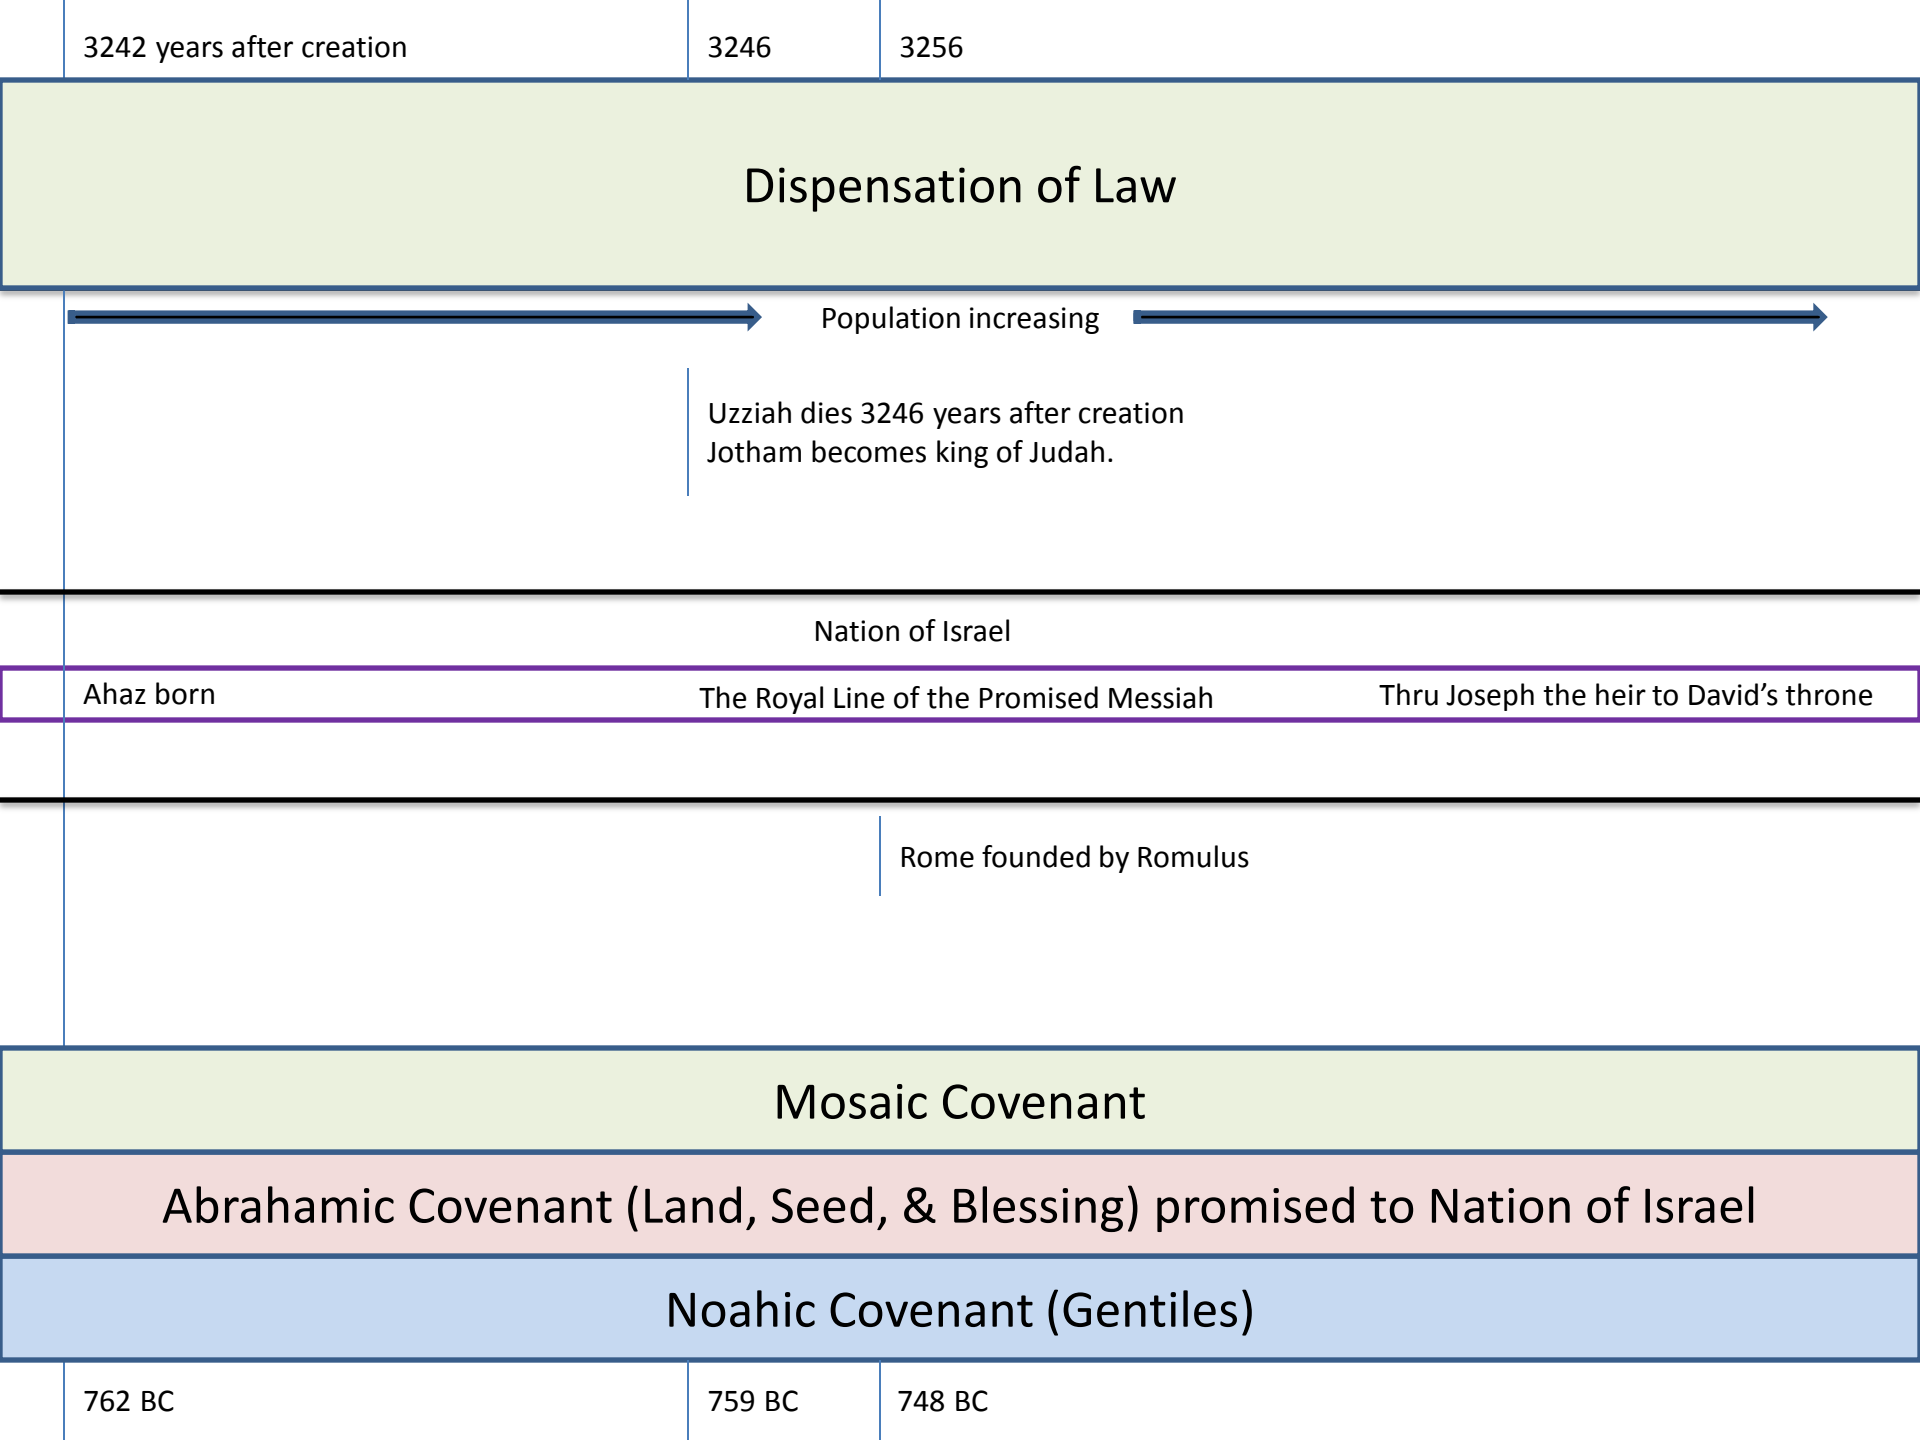 3242 years after creation
3246
3256
Dispensation of Law
Population increasing
Uzziah dies 3246 years after creation
Jotham becomes king of Judah.
Nation of Israel
Ahaz born
The Royal Line of the Promised Messiah
Thru Joseph the heir to David’s throne
Rome founded by Romulus
Mosaic Covenant
Abrahamic Covenant (Land, Seed, & Blessing) promised to Nation of Israel
Noahic Covenant (Gentiles)
762 BC
759 BC
748 BC